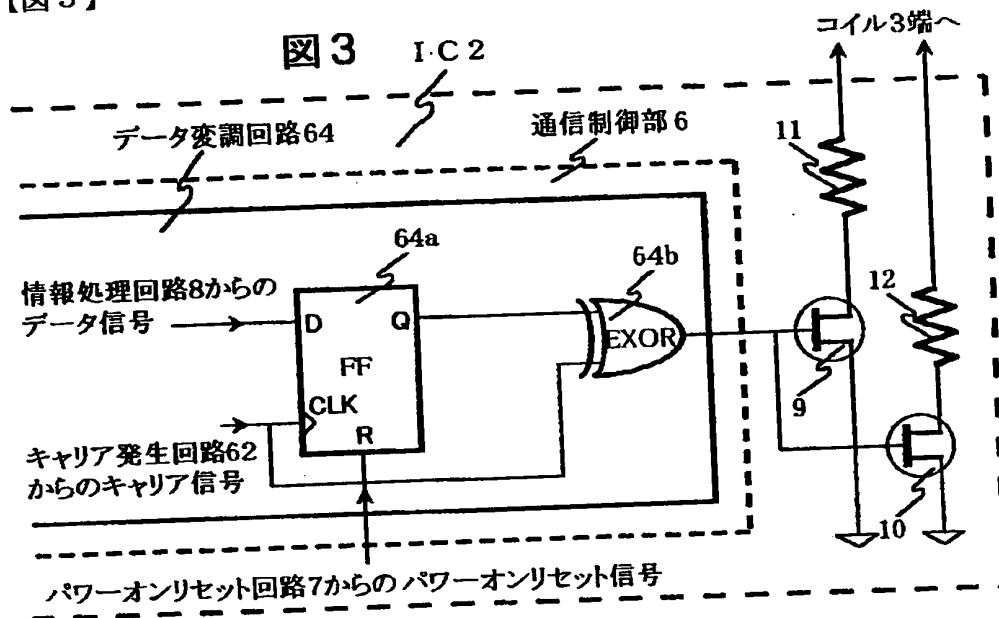 【図3】
図3
I・C2
コイル3端へ
データ変調回路64
通信制御部6
11
64a
64b
12
情報処理回路8からの
データ信号
D
Q
FF
CLK
R
EXOR
9
キャリア発生回路62
からのキャリア信号
10
パワーオンリセット回路7からのパワーオンリセット信号